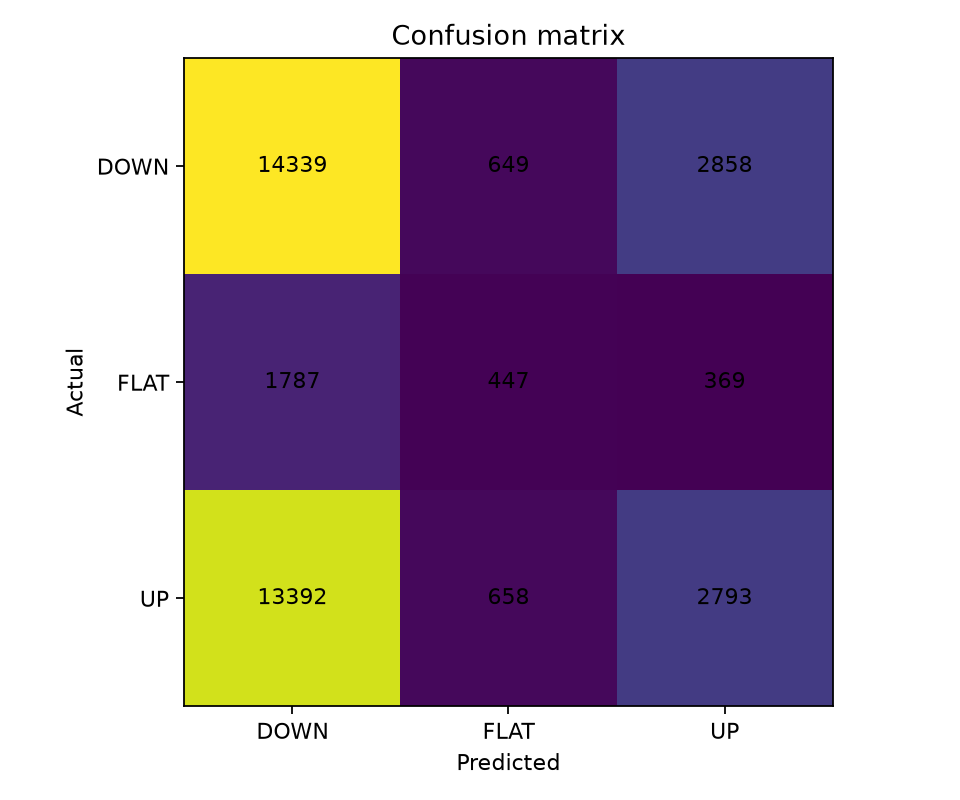 Confusion matrix
DOWN 14339 649 2858
Actual
FLAT 1787 447 369
UP 13392 658 2793
DOWN FLAT UP
Predicted